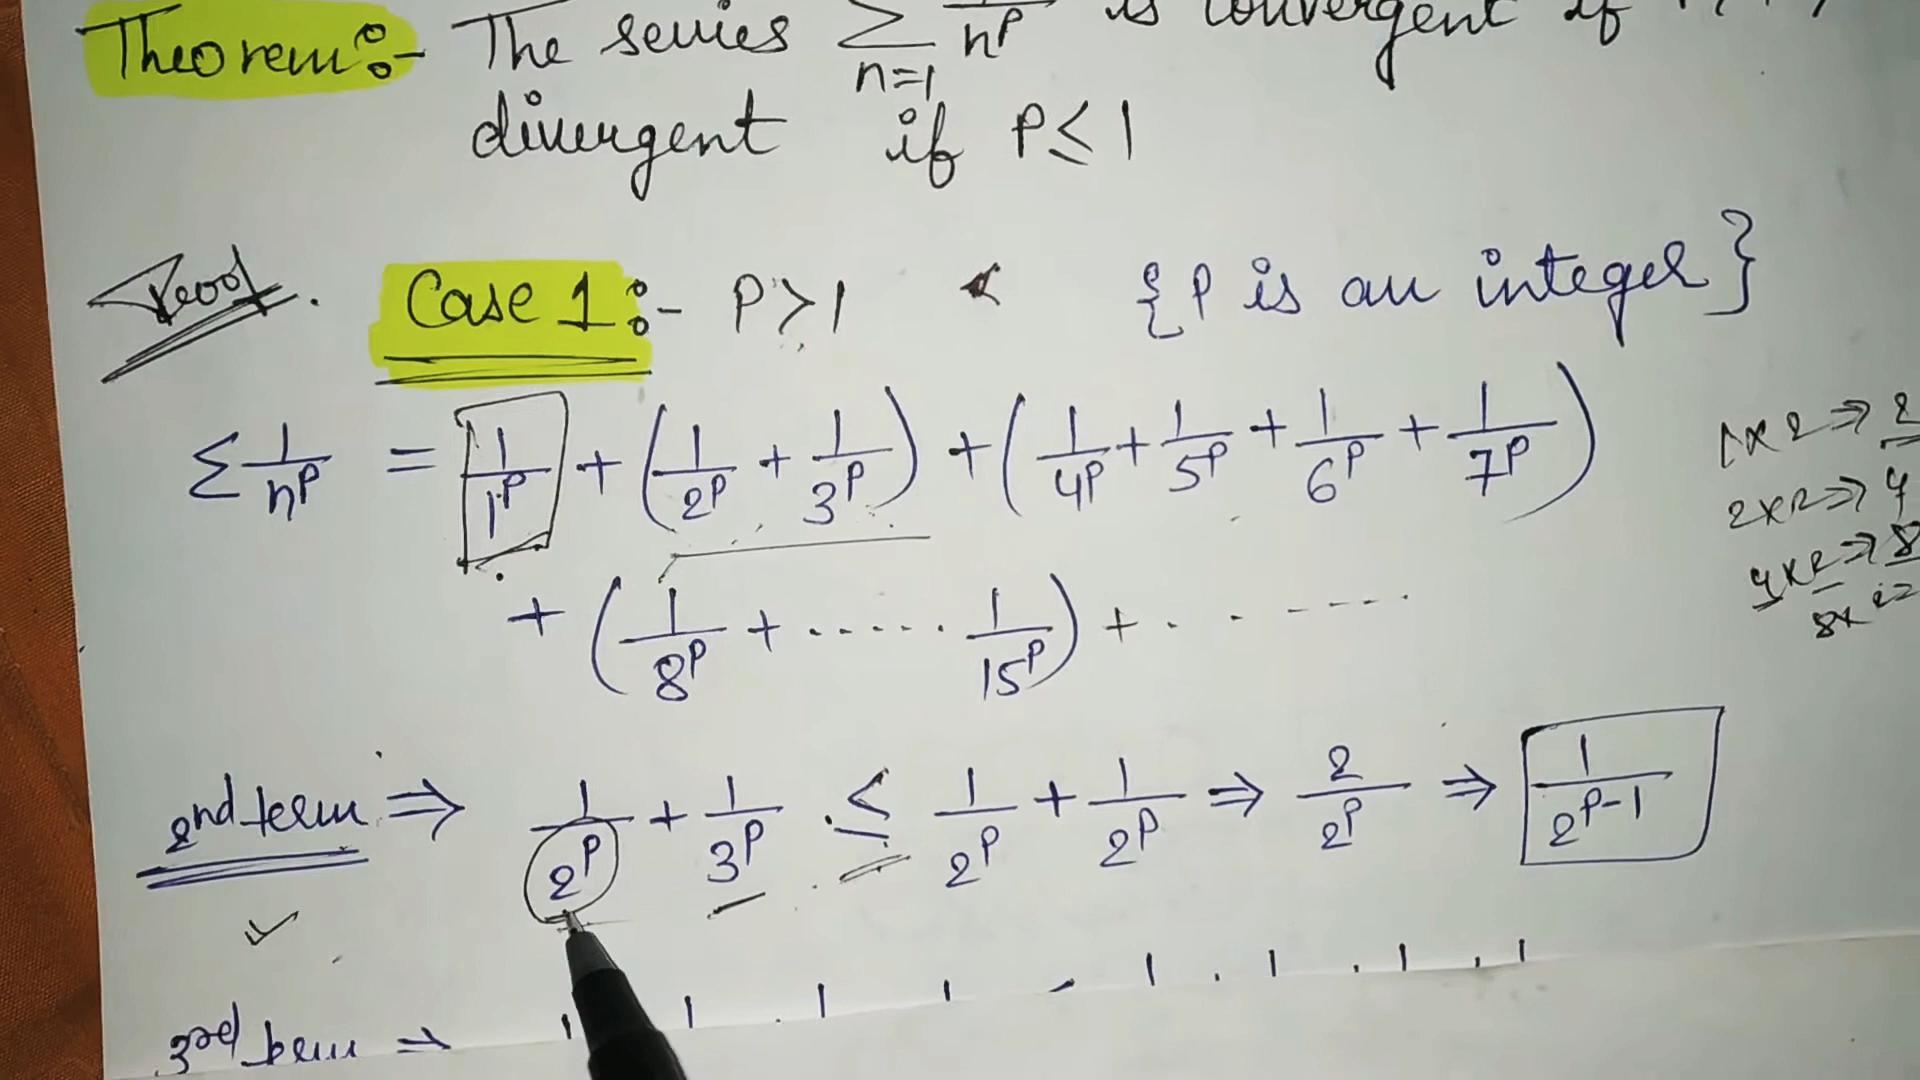 Theorem:- The series ∑ n=1 1/n^p is convergent if
divergent if P ≤ 1
Proof. Case 1:- P > 1 {P is an integer}
∑ 1/n^p = 1/1^p + (1/2^p + 1/3^p) + (1/4^p + 1/5^p + 1/6^p + 1/7^p)
+ (1/8^p + ..... 1/15^p) + . . - - - - -
1×2 ⇒ 2
2×2 ⇒ 4
4×2 ⇒ 8
8×
2nd term ⇒ 1/2^p + 1/3^p ≤ 1/2^p + 1/2^p ⇒ 2/2^p ⇒ 1/2^(p-1)
3rd term ⇒